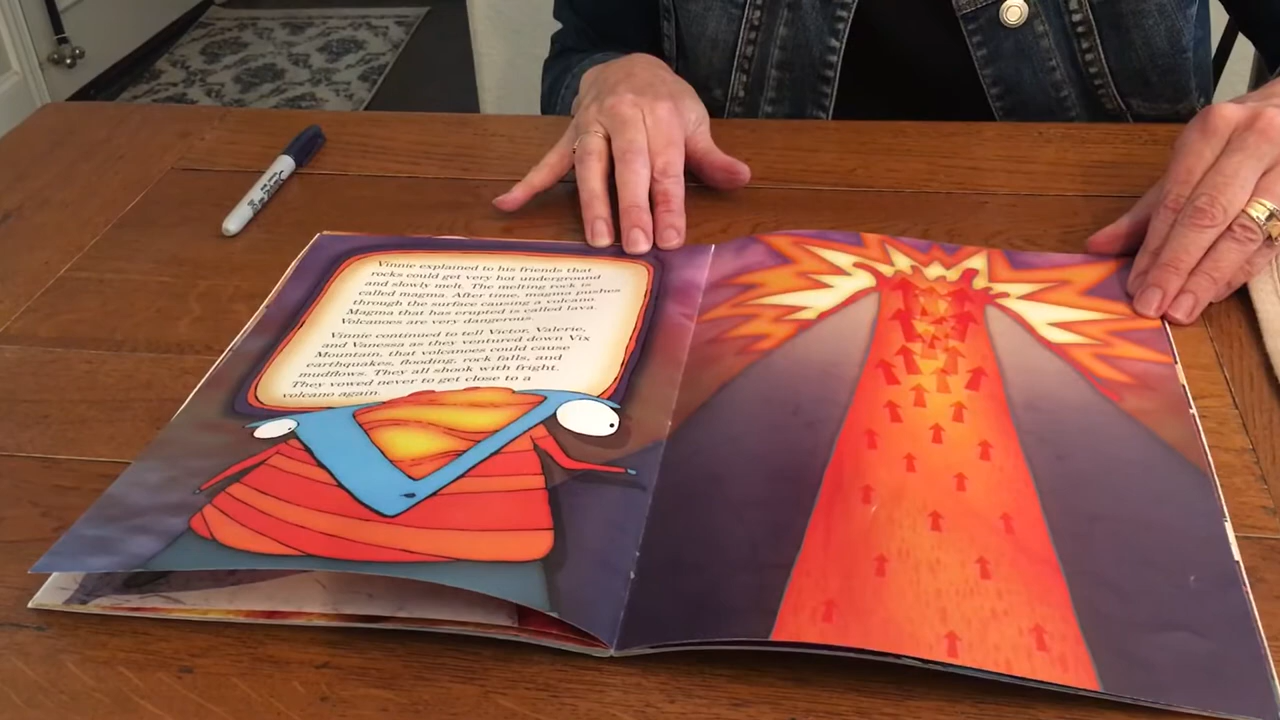 Vinnie explained to his friends that
rocks could get very hot underground
and slowly melt. The melting rock is
called magma. After time, magma pushes
through the surface causing a volcano.
Magma that has erupted is called lava.
Volcanoes are very dangerous.
Vinnie continued to tell Victor, Valerie,
and Vanessa as they ventured down Vix
Mountain, that volcanoes could cause
earthquakes, flooding, rock falls, and
mudflows. They all shook with fright.
They vowed never to get close to a
volcano again.
Sharpie